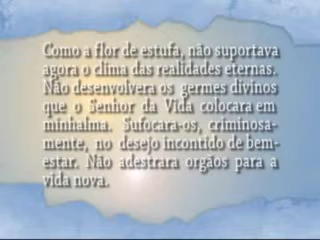 Como a flor de estufa, não suportava
agora o clima das realidades eternas.
Não desenvolvera os germes divinos
que o Senhor da Vida colocara em
minhalma. Sufocara-os, criminosa-
mente, no desejo incontido de bem-
estar. Não adestrara orgãos para a
vida nova.